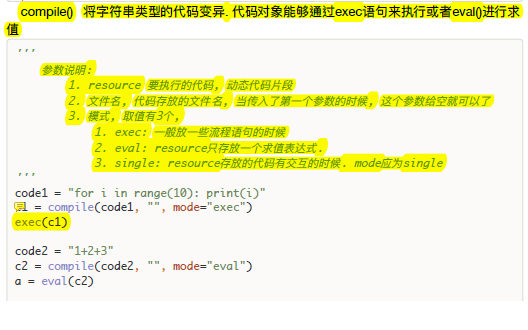 compile() 将字符串类型的代码变异. 代码对象能够通过exec语句来执行或者eval()进行求
值
'''
参数说明:
1. resource 要执行的代码, 动态代码片段
2. 文件名, 代码存放的文件名, 当传入了第一个参数的时候, 这个参数给空就可以了
3. 模式, 取值有3个,
1. exec: 一般放一些流程语句的时候
2. eval: resource只存放一个求值表达式.
3. single: resource存放的代码有交互的时候. mode应为single
'''
code1 = "for i in range(10): print(i)"
1 = compile(code1, "", mode="exec")
exec(c1)
code2 = "1+2+3"
c2 = compile(code2, "", mode="eval")
a = eval(c2)